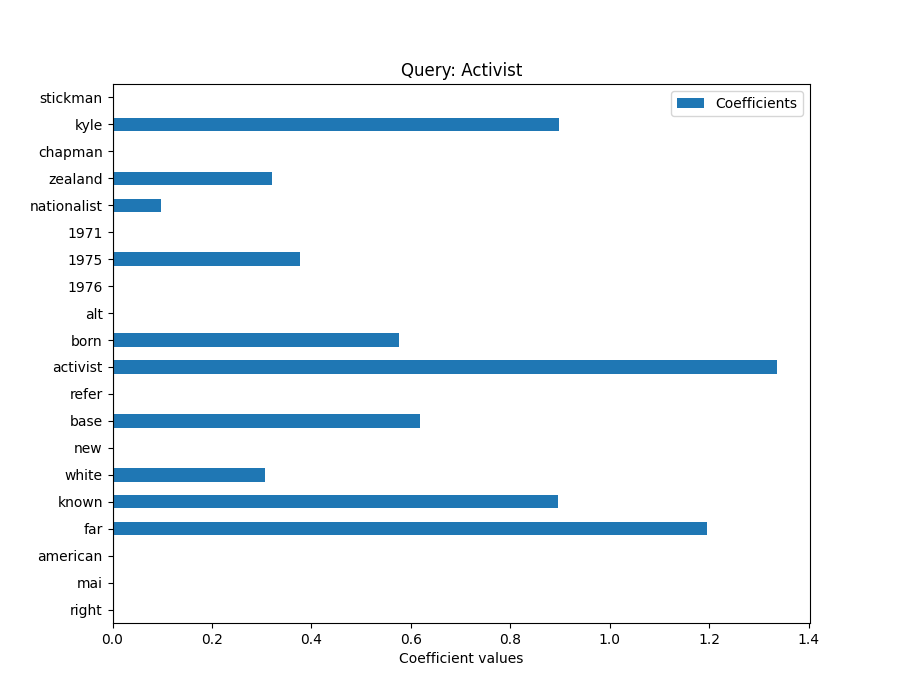 Query: Activist
Coefficients
stickman
kyle
chapman
zealand
nationalist
1971
1975
1976
alt
born
activist
refer
base
new
white
known
far
american
mai
right
0.0 0.2 0.4 0.6 0.8 1.0 1.2 1.4
Coefficient values